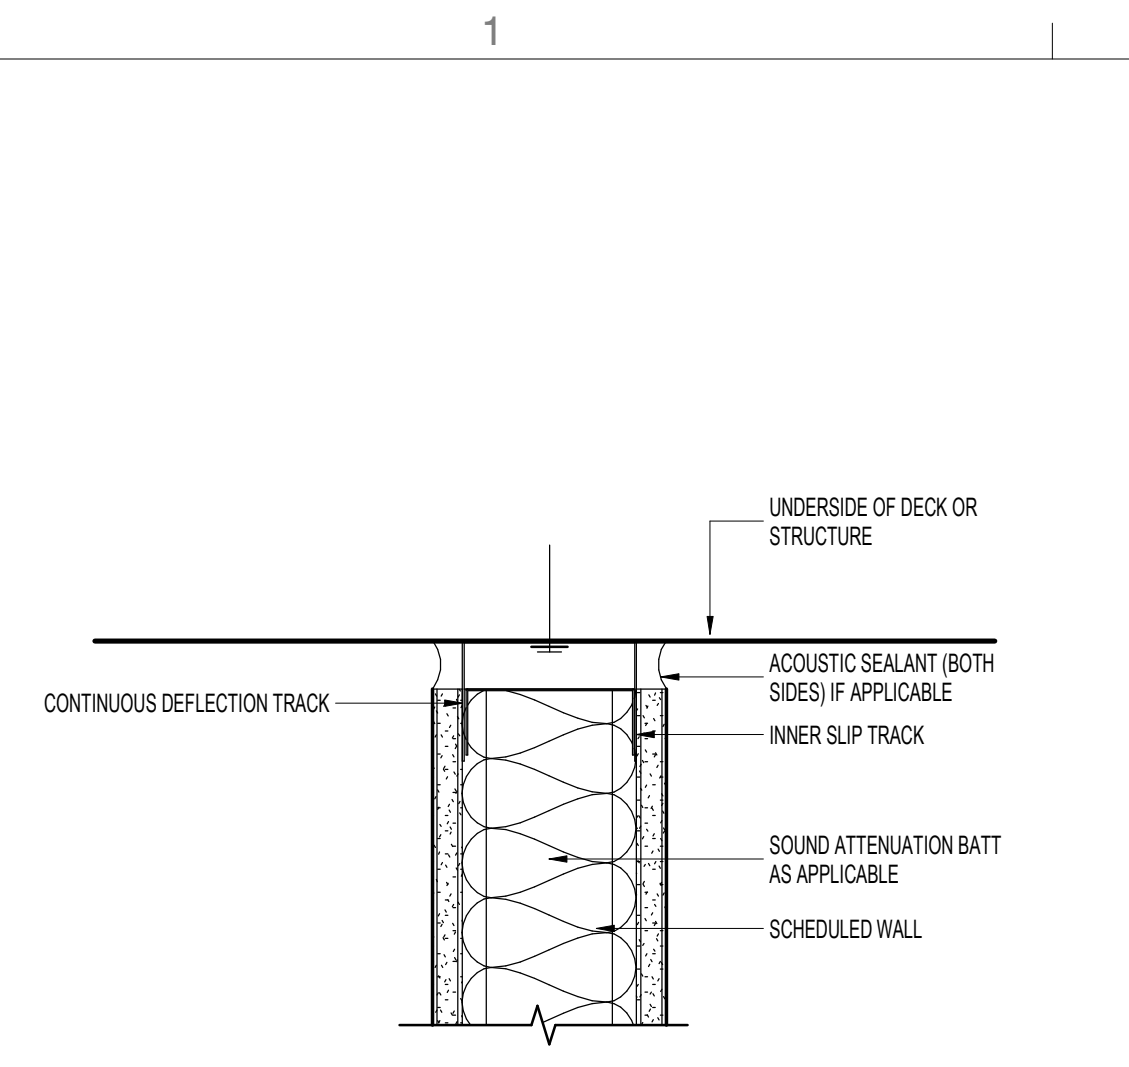 1
UNDERSIDE OF DECK OR
STRUCTURE
ACOUSTIC SEALANT (BOTH
SIDES) IF APPLICABLE
CONTINUOUS DEFLECTION TRACK
INNER SLIP TRACK
SOUND ATTENUATION BATT
AS APPLICABLE
SCHEDULED WALL